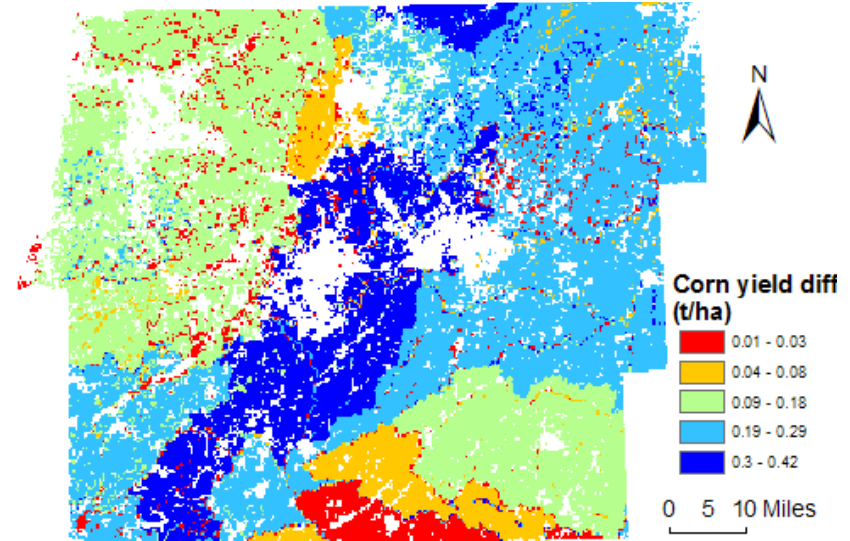 N
Corn yield diff
(t/ha)
0.01 - 0.03
0.04 - 0.08
0.09 - 0.18
0.19 - 0.29
0.3 - 0.42
0 5 10 Miles